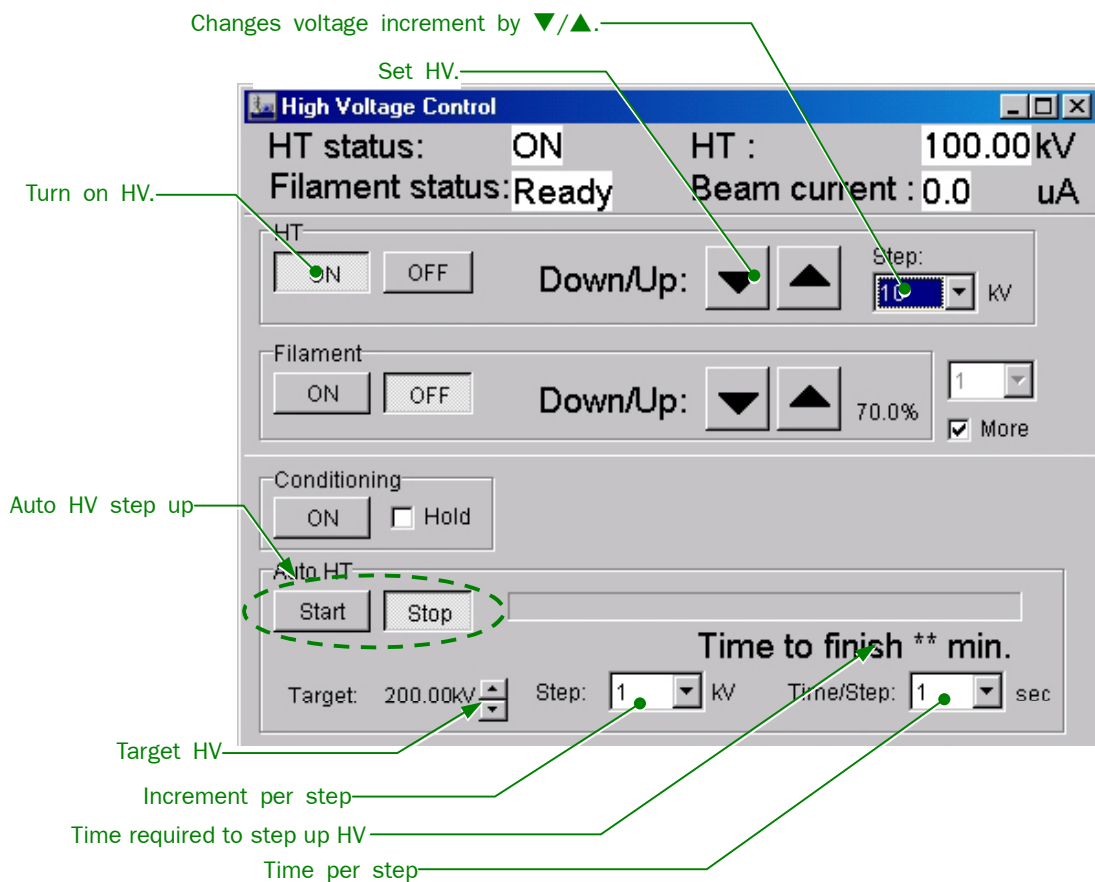 Changes voltage increment by ▼/▲.
Set HV.
High Voltage Control
HT status: ON HT : 100.00 kV
Turn on HV.
Filament status: Ready Beam current : 0.0 uA
HT
ON OFF Down/Up: Step:
10 KV
Filament
ON OFF Down/Up: 70.0% 1
More
Conditioning
Auto HV step up
ON Hold
Auto HT
Start Stop
Time to finish ** min.
Target: 200.00kV Step: 1 KV Time/Step: 1 sec
Target HV
Increment per step
Time required to step up HV
Time per step